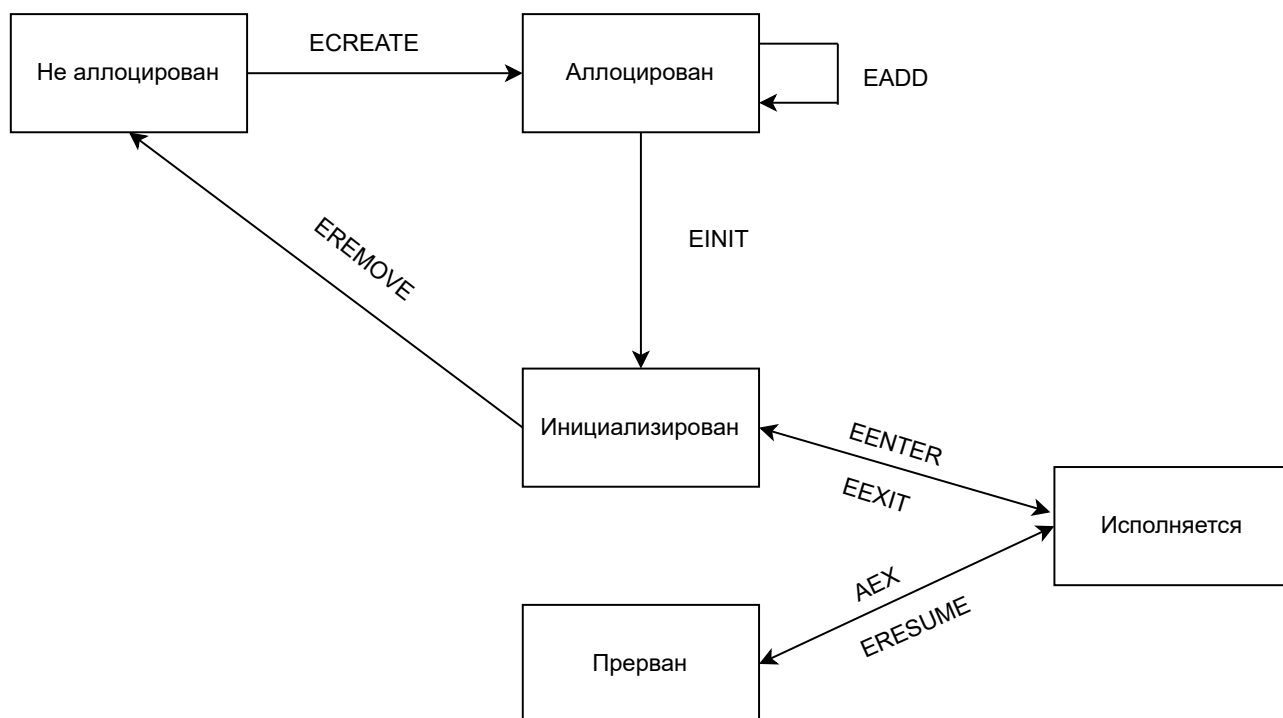 Не аллоцирован
ECREATE
Аллоцирован
EADD
EREMOVE
EINIT
Инициализирован
EENTER
EEXIT
Исполняется
AEX
ERESUME
Прерван